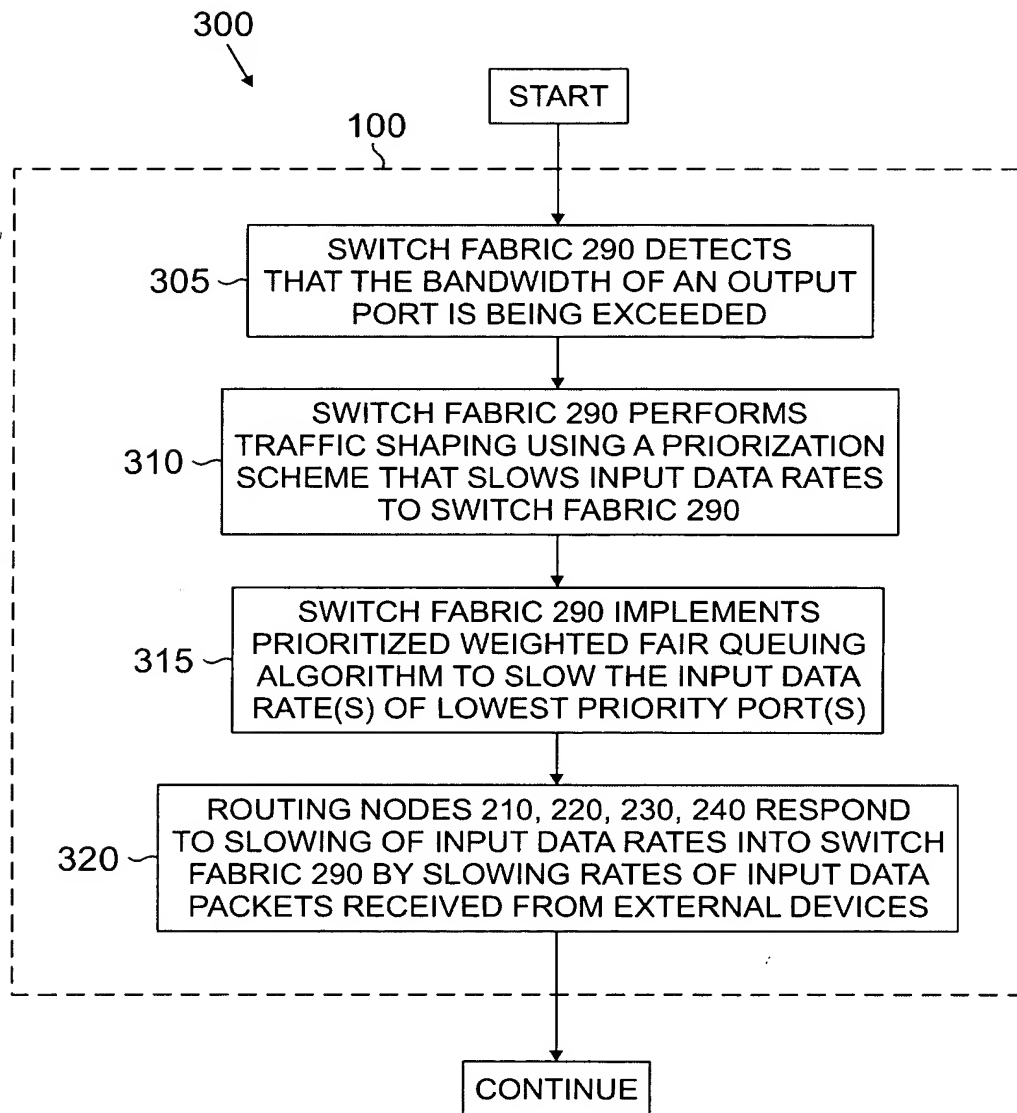 300
START
100
SWITCH FABRIC 290 DETECTS
THAT THE BANDWIDTH OF AN OUTPUT
PORT IS BEING EXCEEDED
305
SWITCH FABRIC 290 PERFORMS
TRAFFIC SHAPING USING A PRIORIZATION
SCHEME THAT SLOWS INPUT DATA RATES
TO SWITCH FABRIC 290
310
SWITCH FABRIC 290 IMPLEMENTS
PRIORITIZED WEIGHTED FAIR QUEUING
ALGORITHM TO SLOW THE INPUT DATA
RATE(S) OF LOWEST PRIORITY PORT(S)
315
ROUTING NODES 210, 220, 230, 240 RESPOND
TO SLOWING OF INPUT DATA RATES INTO SWITCH
FABRIC 290 BY SLOWING RATES OF INPUT DATA
PACKETS RECEIVED FROM EXTERNAL DEVICES
320
CONTINUE